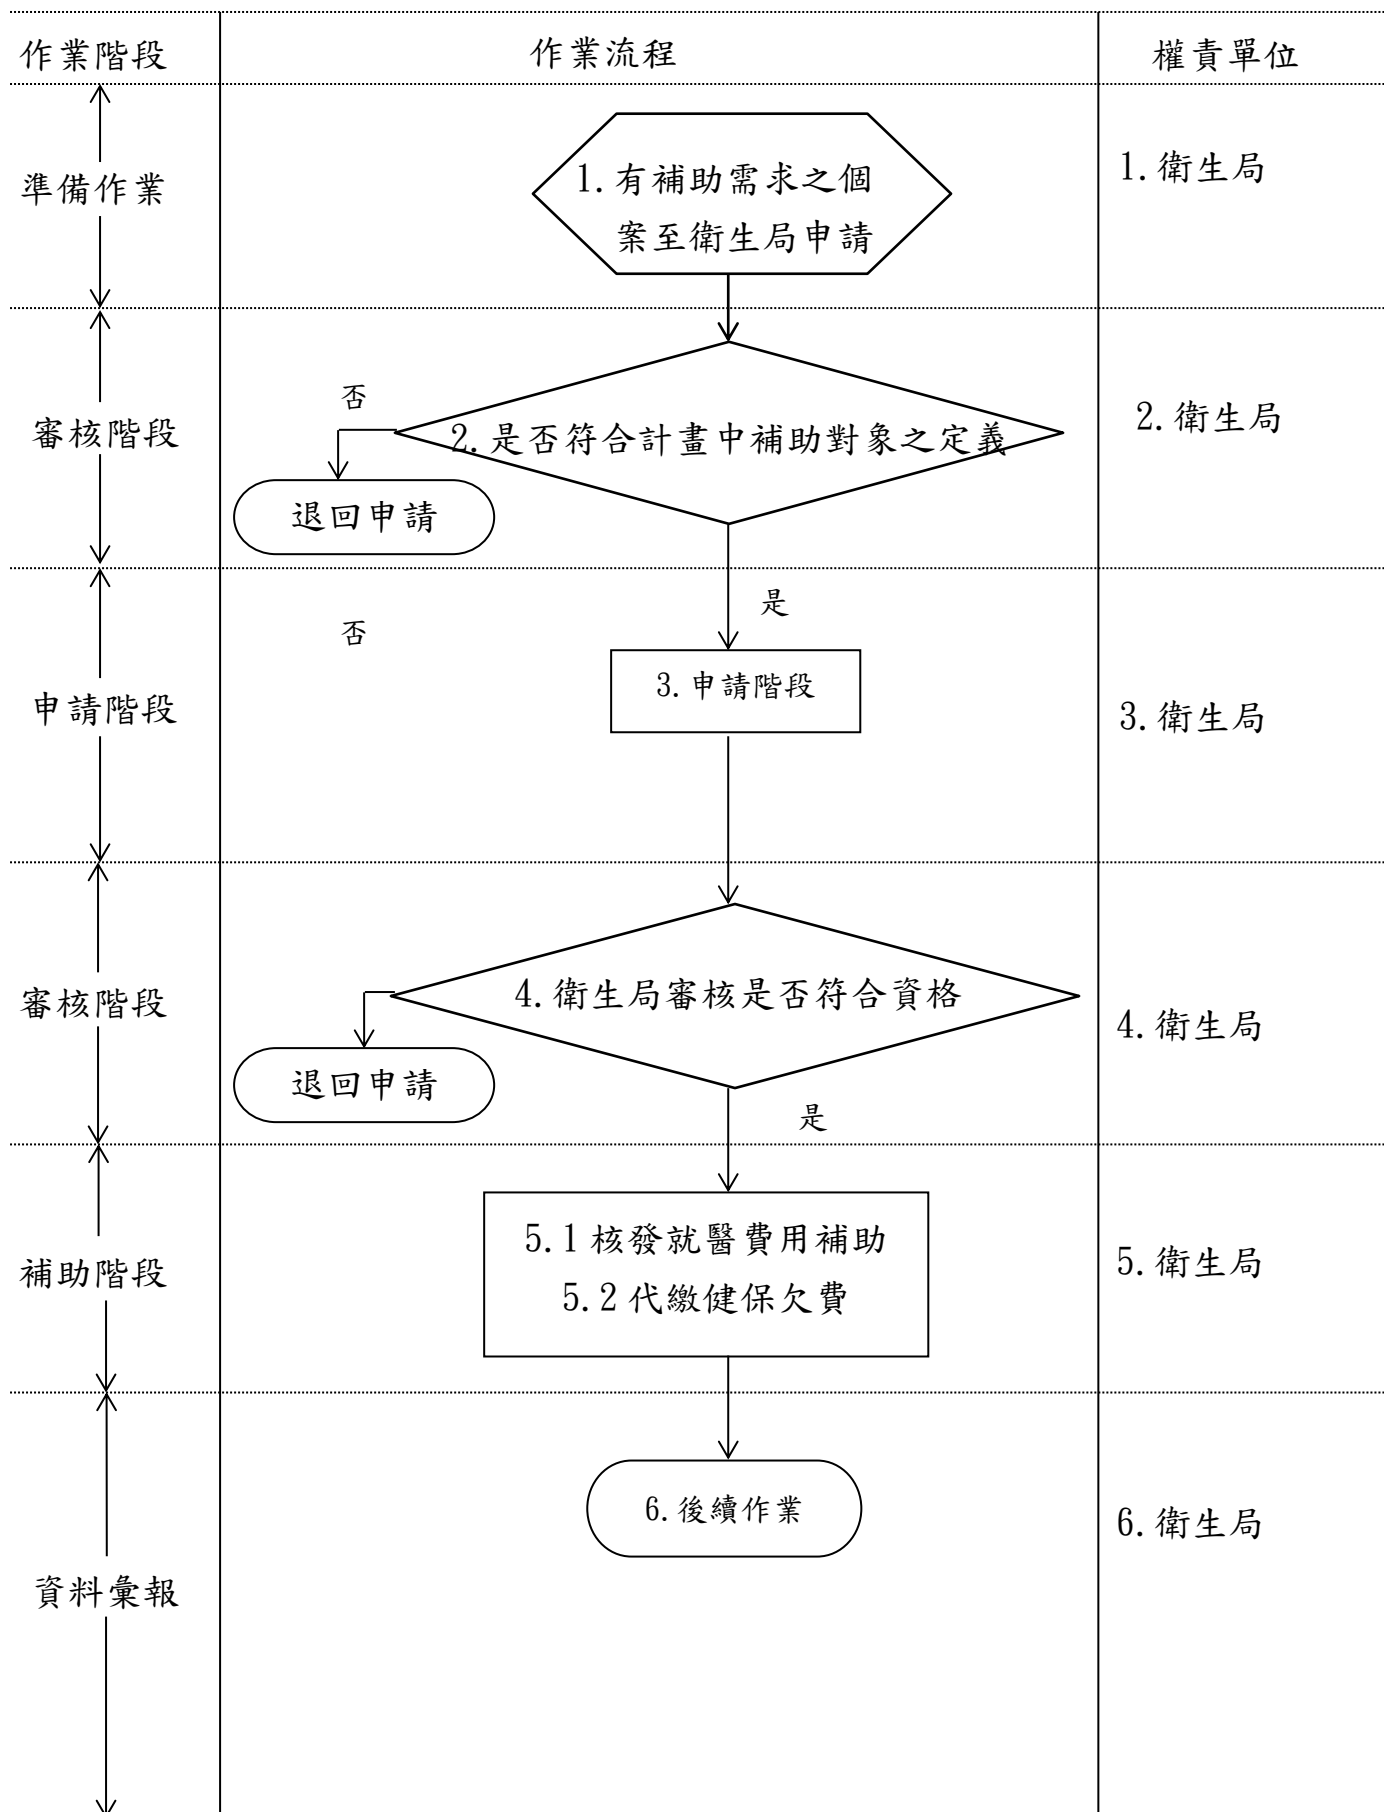 作業階段
作業流程
權責單位
準備作業
1.有補助需求之個
案至衛生局申請
1.衛生局
審核階段
否
2.是否符合計畫中補助對象之定義
退回申請
2.衛生局
申請階段
否
是
3.申請階段
3.衛生局
審核階段
4.衛生局審核是否符合資格
退回申請
是
4.衛生局
補助階段
5.1 核發就醫費用補助
5.2 代繳健保欠費
5.衛生局
資料彙報
6.後續作業
6.衛生局